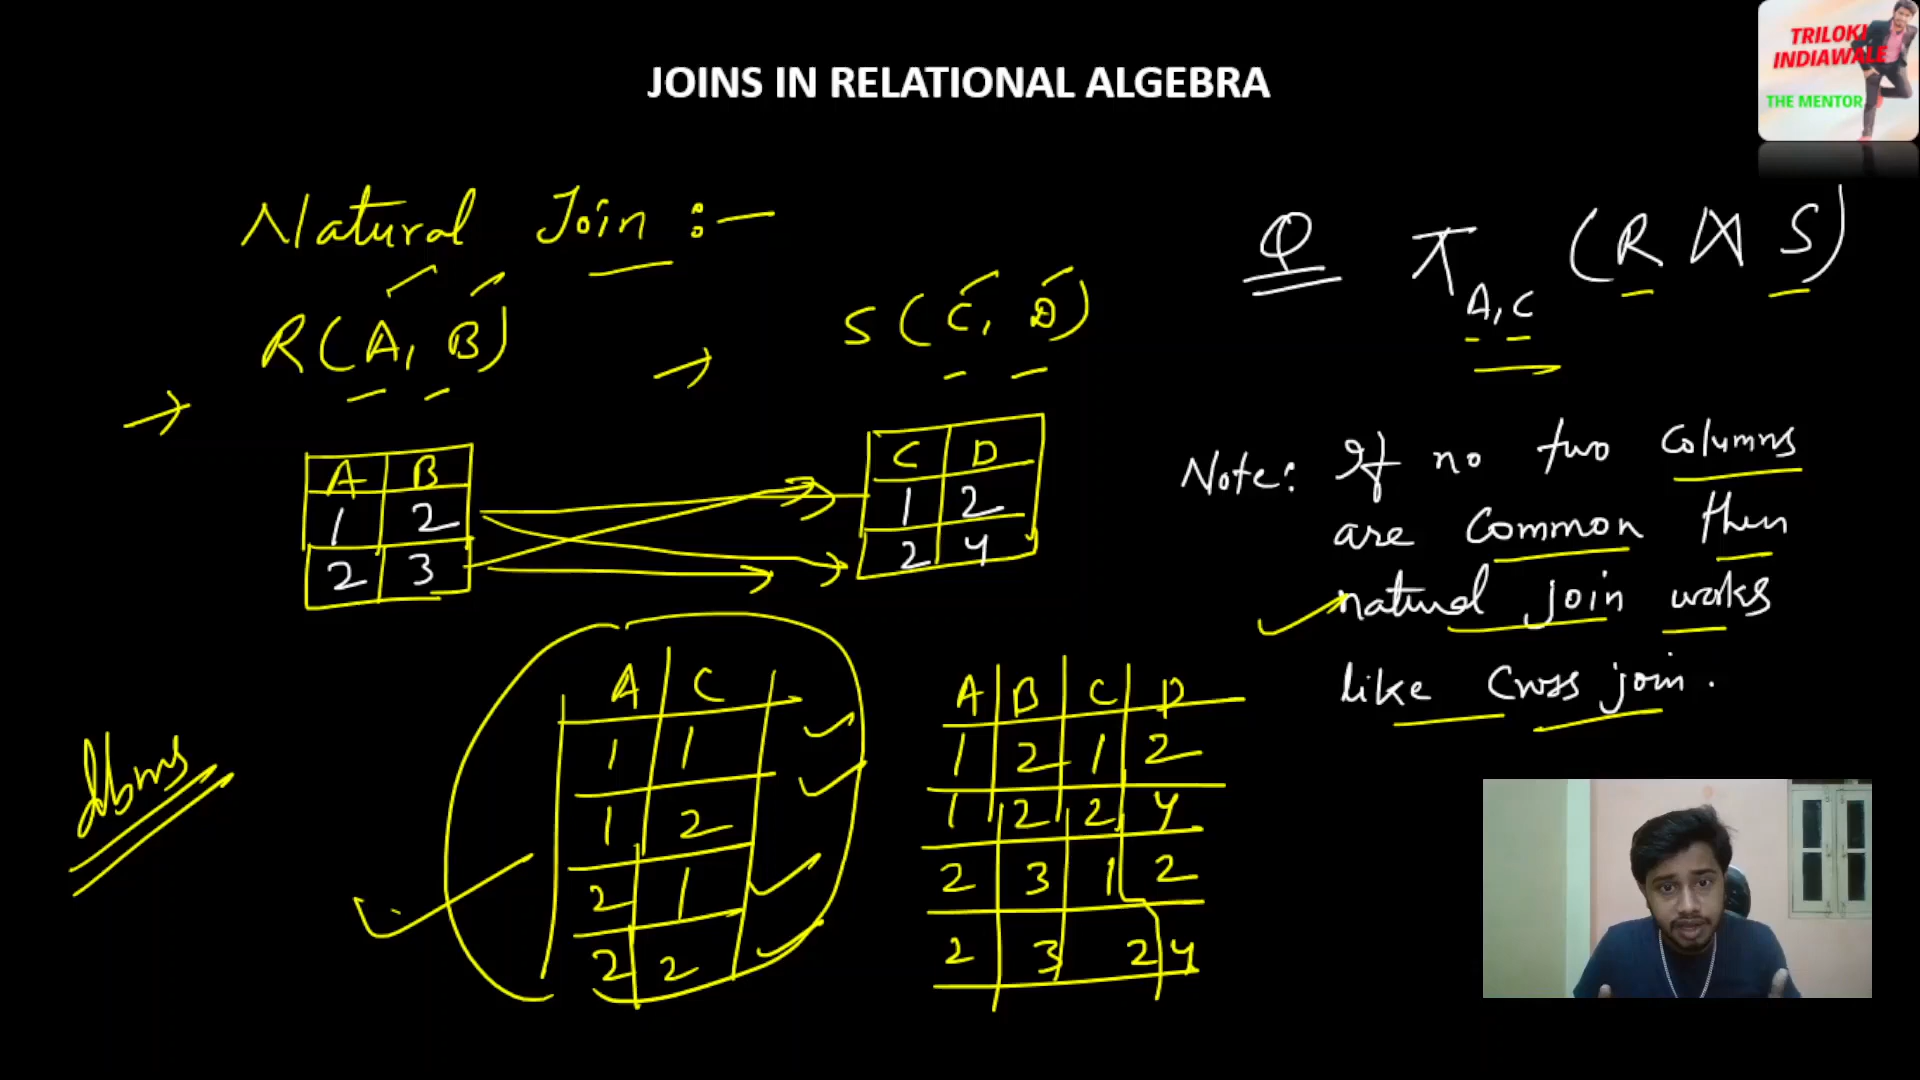 JOINS IN RELATIONAL ALGEBRA
TRILOKI
INDIAWALE
THE MENTOR
Natural Join :-
R(A, B)
S(C, D)
A B
1 2
2 3
C D
1 2
2 4
A C
1 1
1 2
2 1
2 2
A B C D
1 2 1 2
1 2 2 4
2 3 1 2
2 3 2 4
dbms
Q π A, C (R ⋈ S)
Note: If no two columns
are common then
natural join works
like cross join.